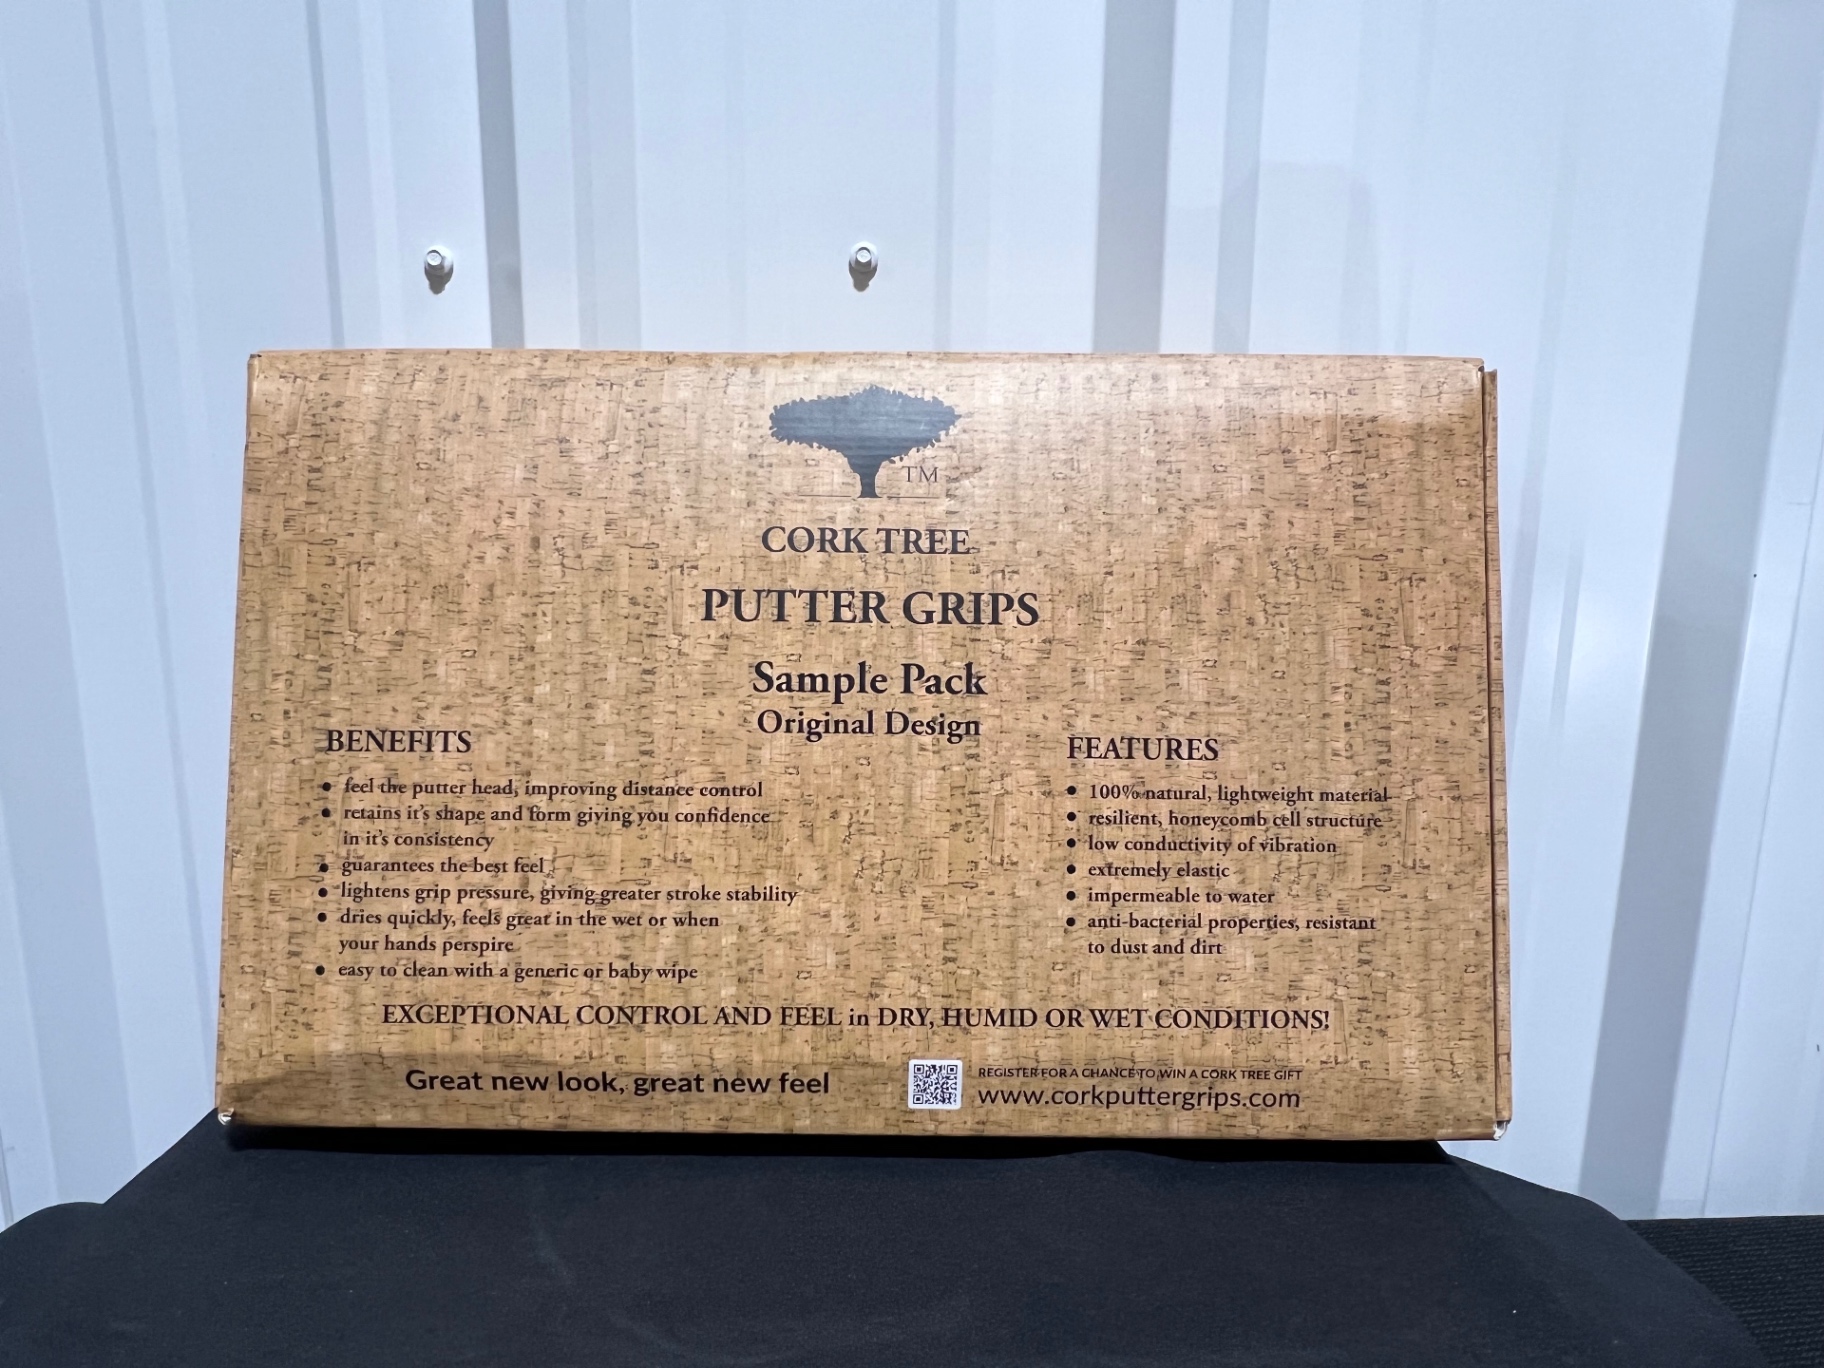 TM
CORK TREE
PUTTER GRIPS
Sample Pack
Original Design
BENEFITS
• feel the putter head, improving distance control
• retains it's shape and form giving you confidence
in it's consistency
• guarantees the best feel
• lightens grip pressure, giving greater stroke stability
• dries quickly, feels great in the wet or when
your hands perspire
• easy to clean with a generic or baby wipe
FEATURES
• 100% natural, lightweight material
• resilient, honeycomb cell structure
• low conductivity of vibration
• extremely elastic
• impermeable to water
• anti-bacterial properties, resistant
to dust and dirt
EXCEPTIONAL CONTROL AND FEEL in DRY, HUMID OR WET CONDITIONS!
Great new look, great new feel
REGISTER FOR A CHANCE TO WIN A CORK TREE GIFT
www.corkputtergrips.com